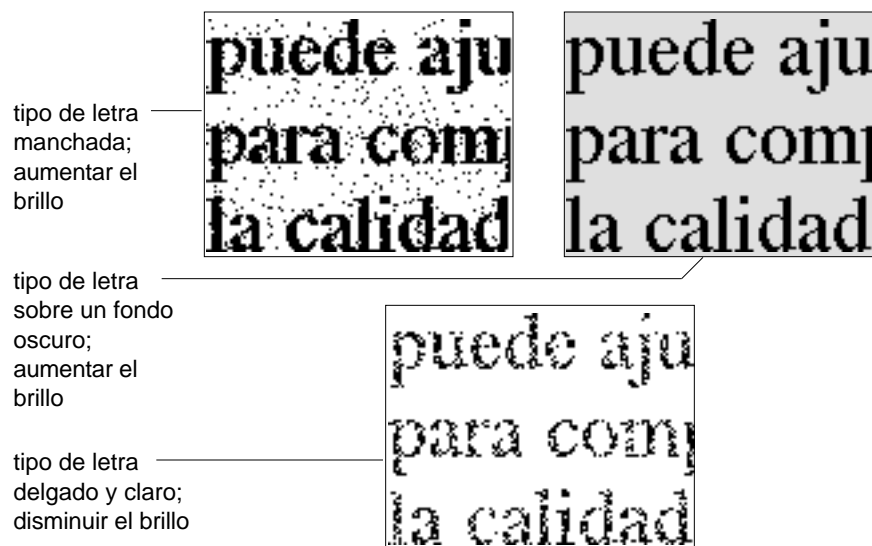 puede aju
para comp
la calidad
puede aju
para comp
la calidad
tipo de letra
manchada;
aumentar el
brillo
tipo de letra
sobre un fondo
oscuro;
aumentar el
brillo
puede aju
para comp
la calidad
tipo de letra
delgado y claro;
disminuir el brillo